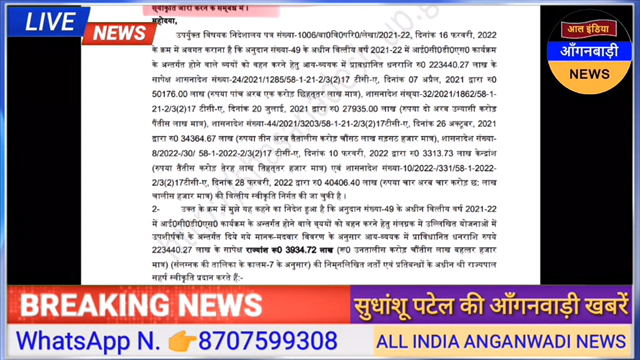 LIVE
NEWS
आल इंडिया
आँगनबाड़ी
NEWS
स्वीकृति जारी करने के सम्बन्ध में
महोदया,
उपर्युक्त विषयक निदेशालय पत्र संख्या-1006/बा0वि0परि0/लेखा/2021-22, दिनांक 16 फरवरी, 2022
के क्रम में अवगत कराना है कि अनुदान संख्या-49 के अधीन वित्तीय वर्ष 2021-22 में आई0सी0डी0एस0 कार्यक्रम
के अन्तर्गत होने वाले व्ययों को वहन करने हेतु आय-व्ययक में प्रावधानित धनराशि रू0 223440.27 लाख के
सापेक्ष शासनादेश संख्या-24/2021/1285/58-1-21-2/3(2)17 टीसी-ए, दिनांक 07 अप्रैल, 2021 द्वारा रू0
50176.00 लाख (रूपया पांच अरब एक करोड़ छिहत्तर लाख मात्र), शासनादेश संख्या-32/2021/1862/58-1-
21-2/3(2)17 टीसी-ए, दिनांक 20 जुलाई, 2021 द्वारा रू0 27935.00 लाख (रूपया दो अरब उन्यासी करोड़
पैंतीस लाख मात्र), शासनादेश संख्या-44/2021/3203/58-1-21-2/3(2)17टीसी-ए, दिनांक 26 अक्टूबर, 2021
द्वारा रू0 34364.67 लाख (रूपया तीन अरब तैंतालीस करोड़ चौंसठ लाख सड़सठ हजार मात्र), शासनादेश संख्या-
8/2022-/30/ 58-1-2022-2/3(2)17 टीसी-ए, दिनांक 10 फरवरी, 2022 द्वारा रू0 3313.73 लाख केन्द्रांश
(रूपया तैंतीस करोड़ तेरह लाख तिहत्तर हजार मात्र) एवं शासनादेश संख्या-10/2022-/331/58-1-2022-
2/3(2)17टीसी-ए, दिनांक 28 फरवरी, 2022 द्वारा रू0 40406.40 लाख (रूपया चार अरब चार करोड़ छः लाख
चालीस हजार मात्र) की वित्तीय स्वीकृति निर्गत की जा चुकी है।
2- उक्त के क्रम में मुझे यह कहने का निदेश हुआ है कि अनुदान संख्या-49 के अधीन वित्तीय वर्ष 2021-22
में आई0सी0डी0एस0 कार्यक्रम के अन्तर्गत होने वाले व्ययों को वहन करने हेतु संलग्नक में उल्लिखित योजनाओं में
उपशीर्षकों के अन्तर्गत दिये गये मानक-मदवार विवरण के अनुसार आय-व्ययक में प्राविधानित धनराशि रुपये
223440.27 लाख के सापेक्ष राज्यांश रू0 3934.72 लाख (रू0 उनतालीस करोड़ चौंतीस लाख बहत्तर हजार
मात्र) (संलग्नक की तालिका के कालम-7 के अनुसार) की निम्नलिखित शर्तों एवं प्रतिबन्धों के अधीन श्री राज्यपाल
सहर्ष स्वीकृति प्रदान करते हैं:-
BREAKING NEWS
सुधांशू पटेल की आँगनवाड़ी खबरें
WhatsApp N. 👉8707599308
ALL INDIA ANGANWADI NEWS